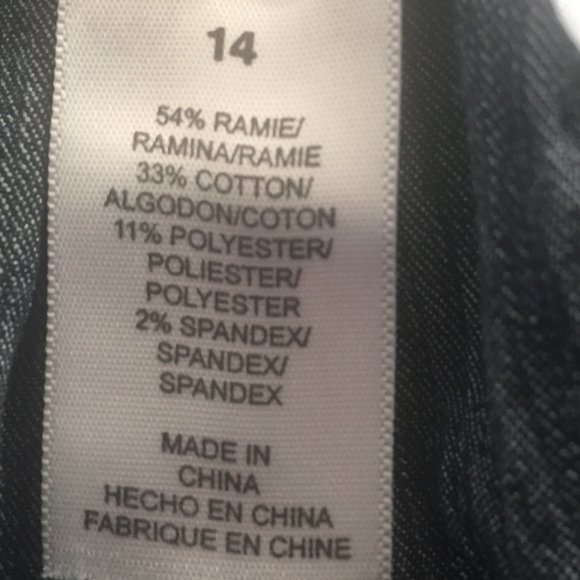 14
54% RAMIE/
RAMINA/RAMIE
33% COTTON/
ALGODON/COTON
11% POLYESTER/
POLIESTER/
POLYESTER
2% SPANDEX/
SPANDEX/
SPANDEX
MADE IN
CHINA
HECHO EN CHINA
FABRIQUE EN CHINE